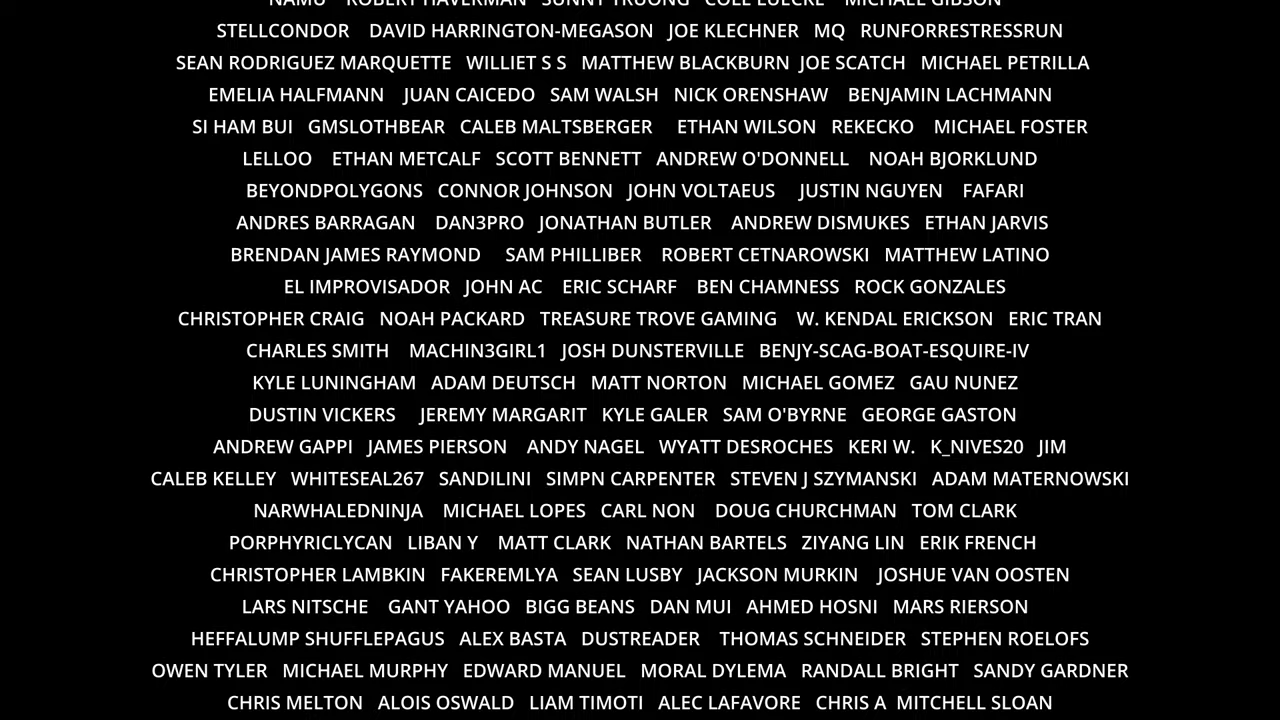 NAMU ROBERT HAVERMAN SUNNY TRUONG COLE LUECKE MICHAEL GIBSON
STELLCONDOR DAVID HARRINGTON-MEGASON JOE KLECHNER MQ RUNFORRESTRESSRUN
SEAN RODRIGUEZ MARQUETTE WILLIET S S MATTHEW BLACKBURN JOE SCATCH MICHAEL PETRILLA
EMELIA HALFMANN JUAN CAICEDO SAM WALSH NICK ORENSHAW BENJAMIN LACHMANN
SI HAM BUI GMSLOTHBEAR CALEB MALTSBERGER ETHAN WILSON REKECKO MICHAEL FOSTER
LELLOO ETHAN METCALF SCOTT BENNETT ANDREW O'DONNELL NOAH BJORKLUND
BEYONDPOLYGONS CONNOR JOHNSON JOHN VOLTAEUS JUSTIN NGUYEN FAFARI
ANDRES BARRAGAN DAN3PRO JONATHAN BUTLER ANDREW DISMUKES ETHAN JARVIS
BRENDAN JAMES RAYMOND SAM PHILLIBER ROBERT CETNAROWSKI MATTHEW LATINO
EL IMPROVISADOR JOHN AC ERIC SCHARF BEN CHAMNESS ROCK GONZALES
CHRISTOPHER CRAIG NOAH PACKARD TREASURE TROVE GAMING W. KENDAL ERICKSON ERIC TRAN
CHARLES SMITH MACHIN3GIRL1 JOSH DUNSTERVILLE BENJY-SCAG-BOAT-ESQUIRE-IV
KYLE LUNINGHAM ADAM DEUTSCH MATT NORTON MICHAEL GOMEZ GAU NUNEZ
DUSTIN VICKERS JEREMY MARGARIT KYLE GALER SAM O'BYRNE GEORGE GASTON
ANDREW GAPPI JAMES PIERSON ANDY NAGEL WYATT DESROCHES KERI W. K_NIVES20 JIM
CALEB KELLEY WHITESEAL267 SANDILINI SIMPN CARPENTER STEVEN J SZYMANSKI ADAM MATERNOWSKI
NARWHALEDNINJA MICHAEL LOPES CARL NON DOUG CHURCHMAN TOM CLARK
PORPHYRICLYCAN LIBAN Y MATT CLARK NATHAN BARTELS ZIYANG LIN ERIK FRENCH
CHRISTOPHER LAMBKIN FAKEREMLYA SEAN LUSBY JACKSON MURKIN JOSHUE VAN OOSTEN
LARS NITSCHE GANT YAHOO BIGG BEANS DAN MUI AHMED HOSNI MARS RIERSON
HEFFALUMP SHUFFLEPAGUS ALEX BASTA DUSTREADER THOMAS SCHNEIDER STEPHEN ROELOFS
OWEN TYLER MICHAEL MURPHY EDWARD MANUEL MORAL DYLEMA RANDALL BRIGHT SANDY GARDNER
CHRIS MELTON ALOIS OSWALD LIAM TIMOTI ALEC LAFAVORE CHRIS A MITCHELL SLOAN